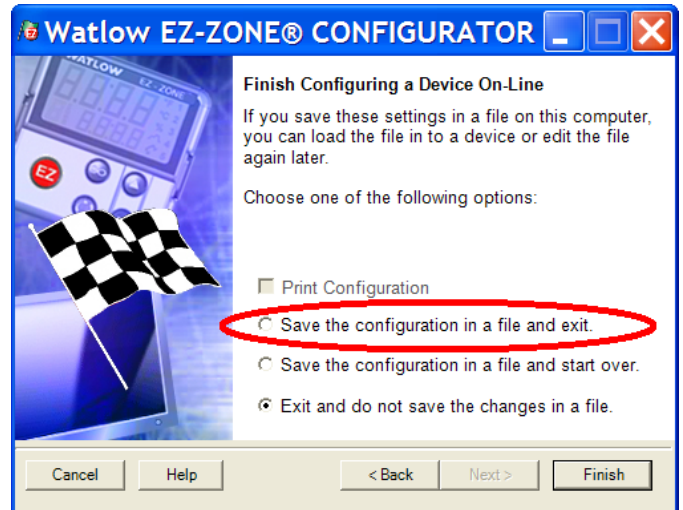 Watlow EZ-ZONE® CONFIGURATOR
WATLOW
EZ-ZONE
EZ
Finish Configuring a Device On-Line
If you save these settings in a file on this computer,
you can load the file in to a device or edit the file
again later.
Choose one of the following options:
Print Configuration
Save the configuration in a file and exit.
Save the configuration in a file and start over.
Exit and do not save the changes in a file.
Cancel Help < Back Next > Finish